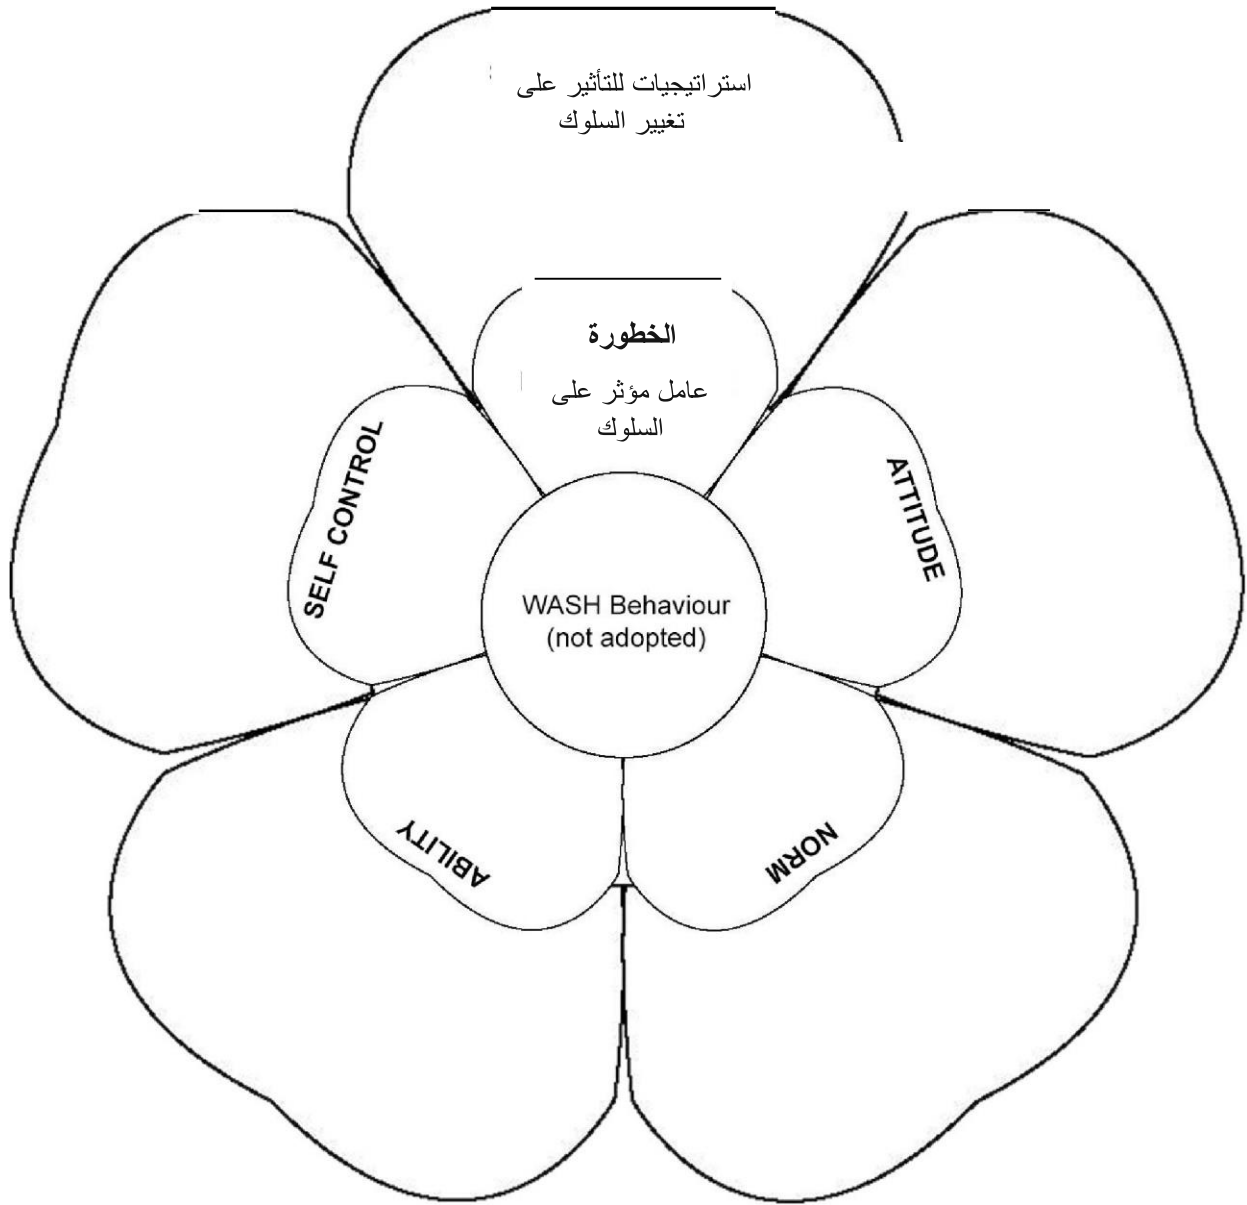 استراتيجيات للتأثير على
تغيير السلوك
الخطورة
عامل مؤثر على
السلوك
SELF CONTROL
ATTITUDE
WASH Behaviour
(not adopted)
ABILITY
NORM